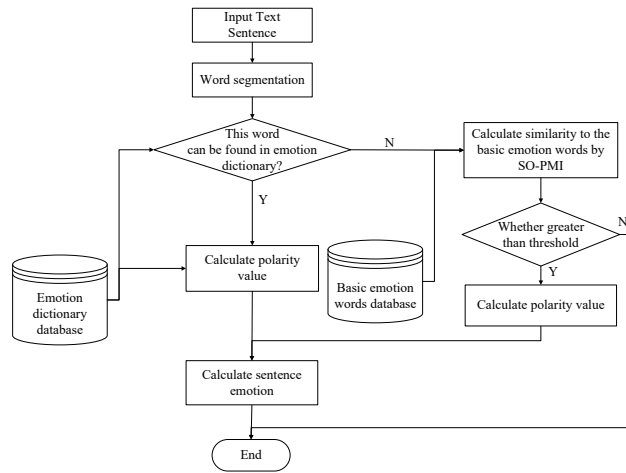 Input Text
Sentence
Word segmentation
This word
can be found in emotion
dictionary?
N
Calculate similarity to the
basic emotion words by
SO-PMI
Y
Whether greater
than threshold
N
Y
Calculate polarity
value
Emotion
dictionary
database
Basic emotion
words database
Calculate polarity value
Calculate sentence
emotion
End